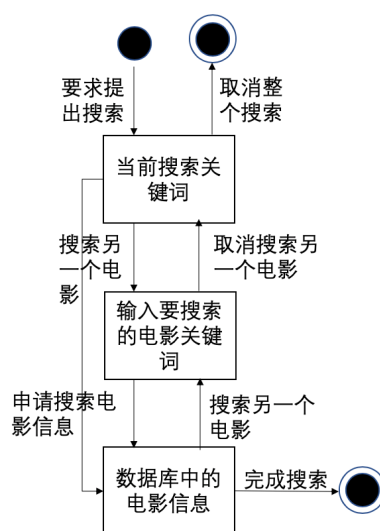 要求提
出搜索
取消整
个搜索
当前搜索关
键词
搜索另
一个电
影
取消搜索另
一个电影
输入要搜索
的电影关键
词
申请搜索电
影信息
搜索另一个
电影
数据库中的
电影信息
完成搜索